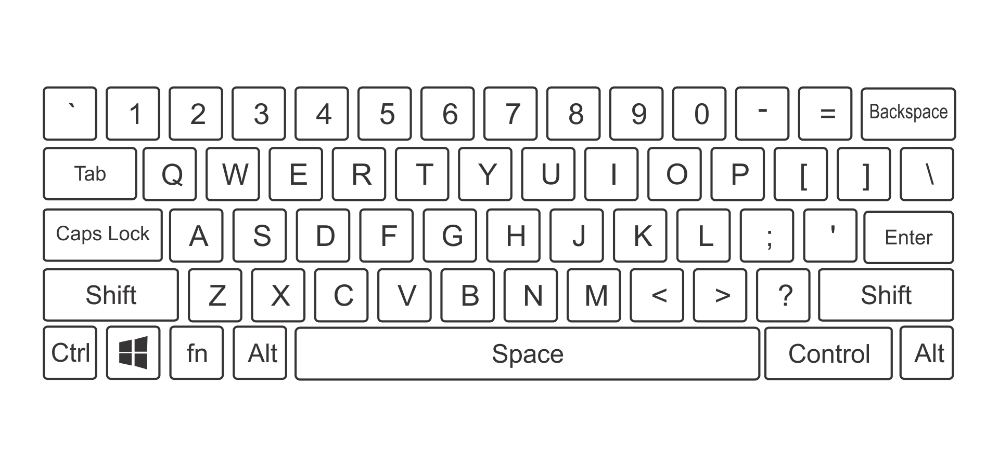 ` 1 2 3 4 5 6 7 8 9 0 - = Backspace
Tab Q W E R T Y U I O P [ ] \
Caps Lock A S D F G H J K L ; ' Enter
Shift Z X C V B N M < > ? Shift
Ctrl fn Alt Space Control Alt